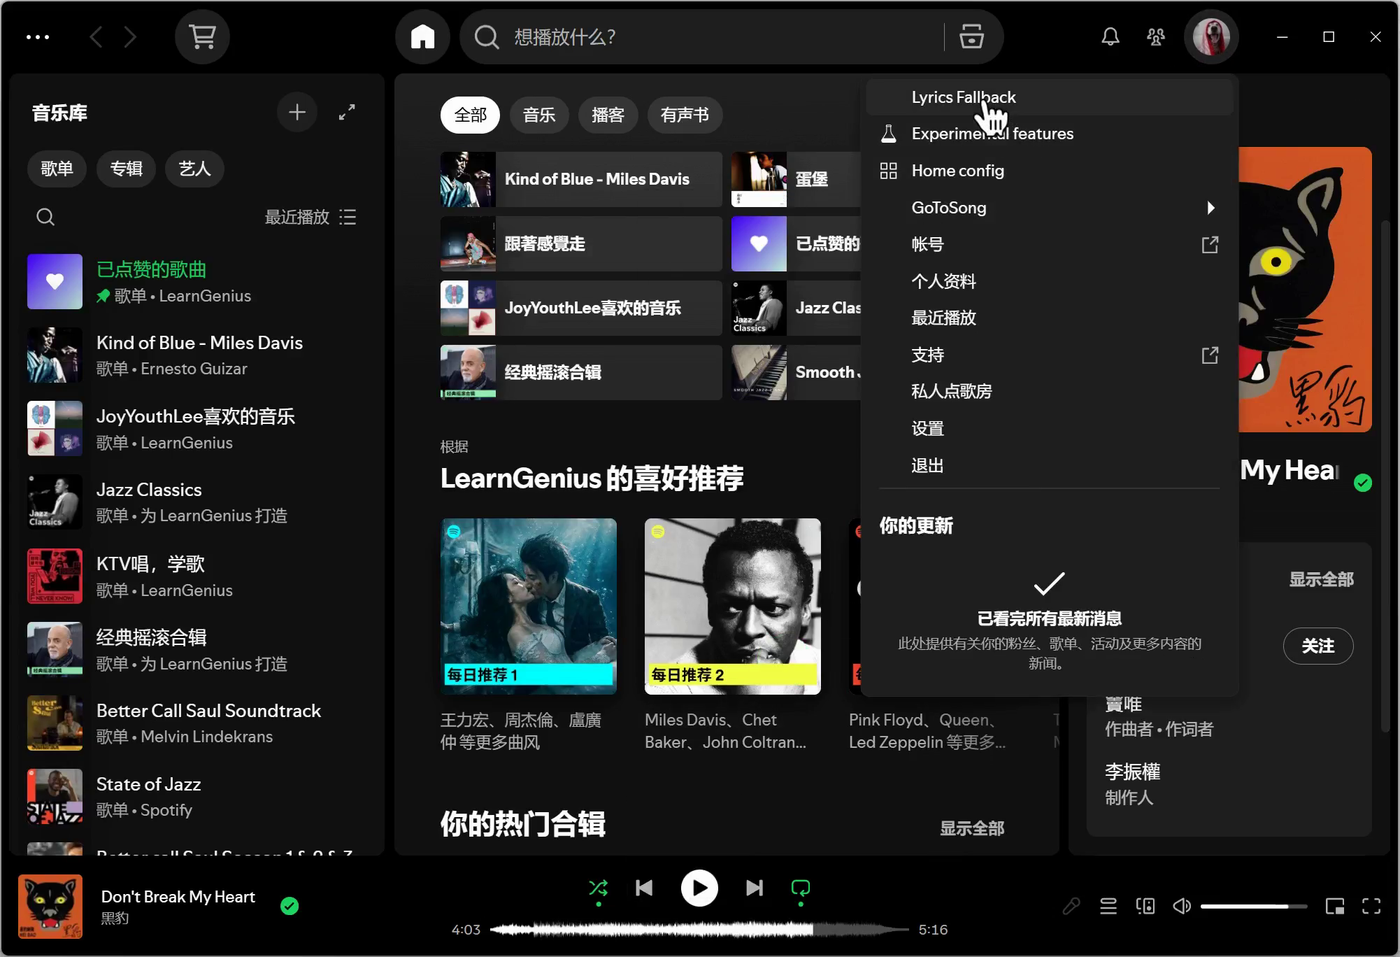 想播放什么？
音乐库
歌单
专辑
艺人
最近播放
已点赞的歌曲
歌单 • LearnGenius
Kind of Blue - Miles Davis
歌单 • Ernesto Guizar
JoyYouthLee喜欢的音乐
歌单 • LearnGenius
Jazz Classics
歌单 • 为 LearnGenius 打造
KTV唱，学歌
歌单 • LearnGenius
经典摇滚合辑
歌单 • 为 LearnGenius 打造
Better Call Saul Soundtrack
歌单 • Melvin Lindekrans
State of Jazz
歌单 • Spotify
全部
音乐
播客
有声书
Kind of Blue - Miles Davis
蛋堡
跟著感覺走
已点赞的
JoyYouthLee喜欢的音乐
Jazz Clas
经典摇滚合辑
Smooth
根据
LearnGenius 的喜好推荐
每日推荐 1
每日推荐 2
王力宏、周杰倫、盧廣
仲 等更多曲风
Miles Davis、Chet
Baker、John Coltran...
Pink Floyd、Queen、
Led Zeppelin 等更多...
你的热门合辑
显示全部
Lyrics Fallback
Experimental features
Home config
GoToSong
帐号
个人资料
最近播放
支持
私人点歌房
设置
退出
你的更新
已看完所有最新消息
此处提供有关你的粉丝、歌单、活动及更多内容的
新闻。
黑豹
My Hea
显示全部
关注
竇唯
作曲者 • 作词者
李振權
制作人
Don't Break My Heart
黑豹
4:03
5:16